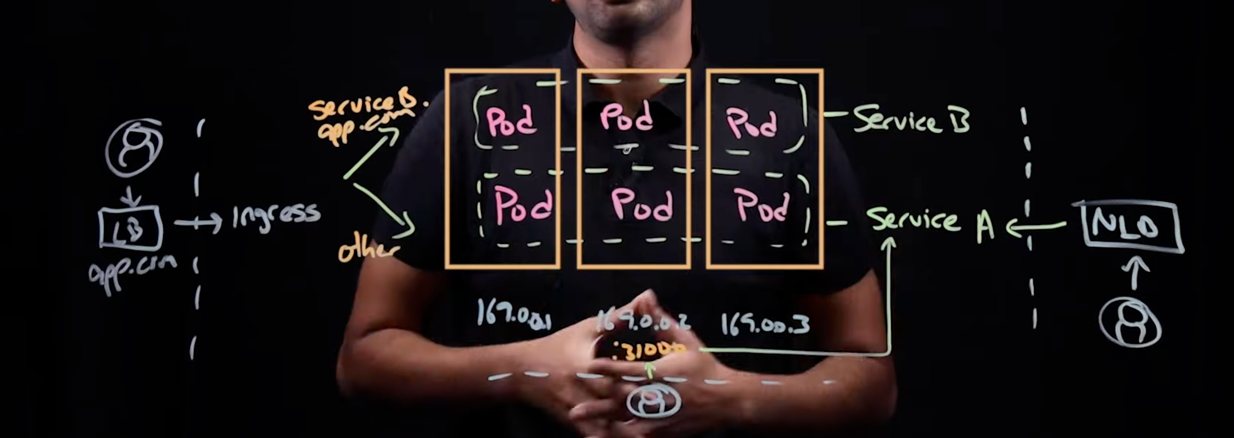 ServiceB.
app.com
Pod
Pod
Pod
Service B
LB
app.com
Ingress
other
Pod
Pod
Pod
Service A
NLB
169.0.0.1
169.0.0.2
169.0.0.3
:31000